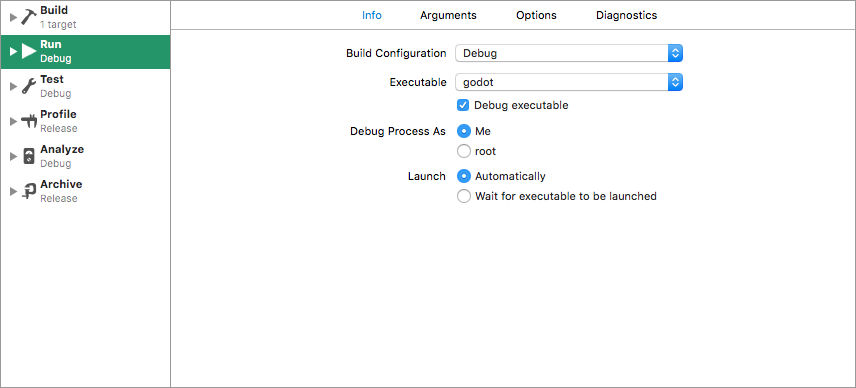 Build
1 target
Run
Debug
Test
Debug
Profile
Release
Analyze
Debug
Archive
Release
Info Arguments Options Diagnostics
Build Configuration Debug
Executable godot
Debug executable
Debug Process As Me
root
Launch Automatically
Wait for executable to be launched